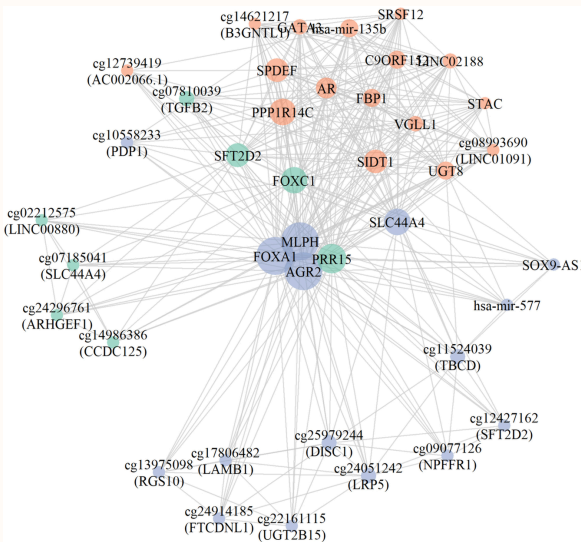 cg14621217
(B3GNTL1)
GATA3
hsa-mir-135b
SRSF12
cg12739419
(AC002066.1)
SPDEF
C9ORF152
LINC02188
cg07810039
(TGFB2)
AR
FBP1
STAC
PPP1R14C
VGLL1
cg10558233
(PDP1)
SFT2D2
SIDT1
cg08993690
(LINC01091)
UGT8
FOXC1
cg02212575
(LINC00880)
SLC44A4
MLPH
FOXA1
PRR15
AGR2
cg07185041
(SLC44A4)
SOX9-AS
cg24296761
(ARHGEF1)
hsa-mir-577
cg14986386
(CCDC125)
cg11524039
(TBCD)
cg12427162
(SFT2D2)
cg17806482
(LAMB1)
cg25979244
(DISC1)
cg09077126
(NPFFR1)
cg13975098
(RGS10)
cg24051242
(LRP5)
cg24914185
(FTCDNL1)
cg22161115
(UGT2B15)